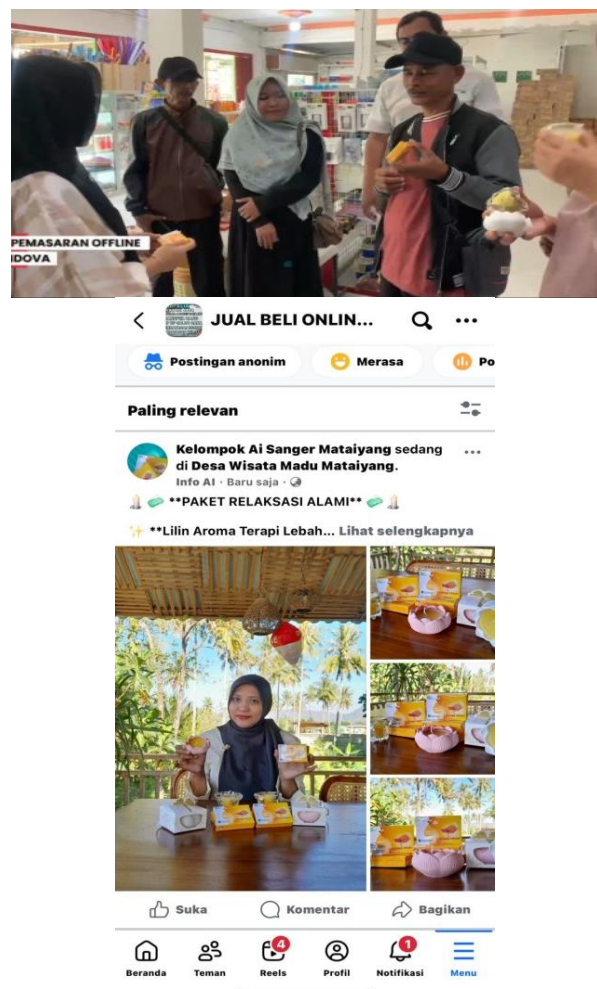 PEMASARAN OFFLINE
IDOVA
JUAL BELI ONLIN...
Postingan anonim
Merasa
Po
Paling relevan
Kelompok Ai Sanger Mataiyang sedang
di Desa Wisata Madu Mataiyang.
Info AI · Baru saja ·
**PAKET RELAKSASI ALAMI**
**Lilin Aroma Terapi Lebah... Lihat selengkapnya
Suka
Komentar
Bagikan
4
1
Beranda
Teman
Reels
Profil
Notifikasi
Menu